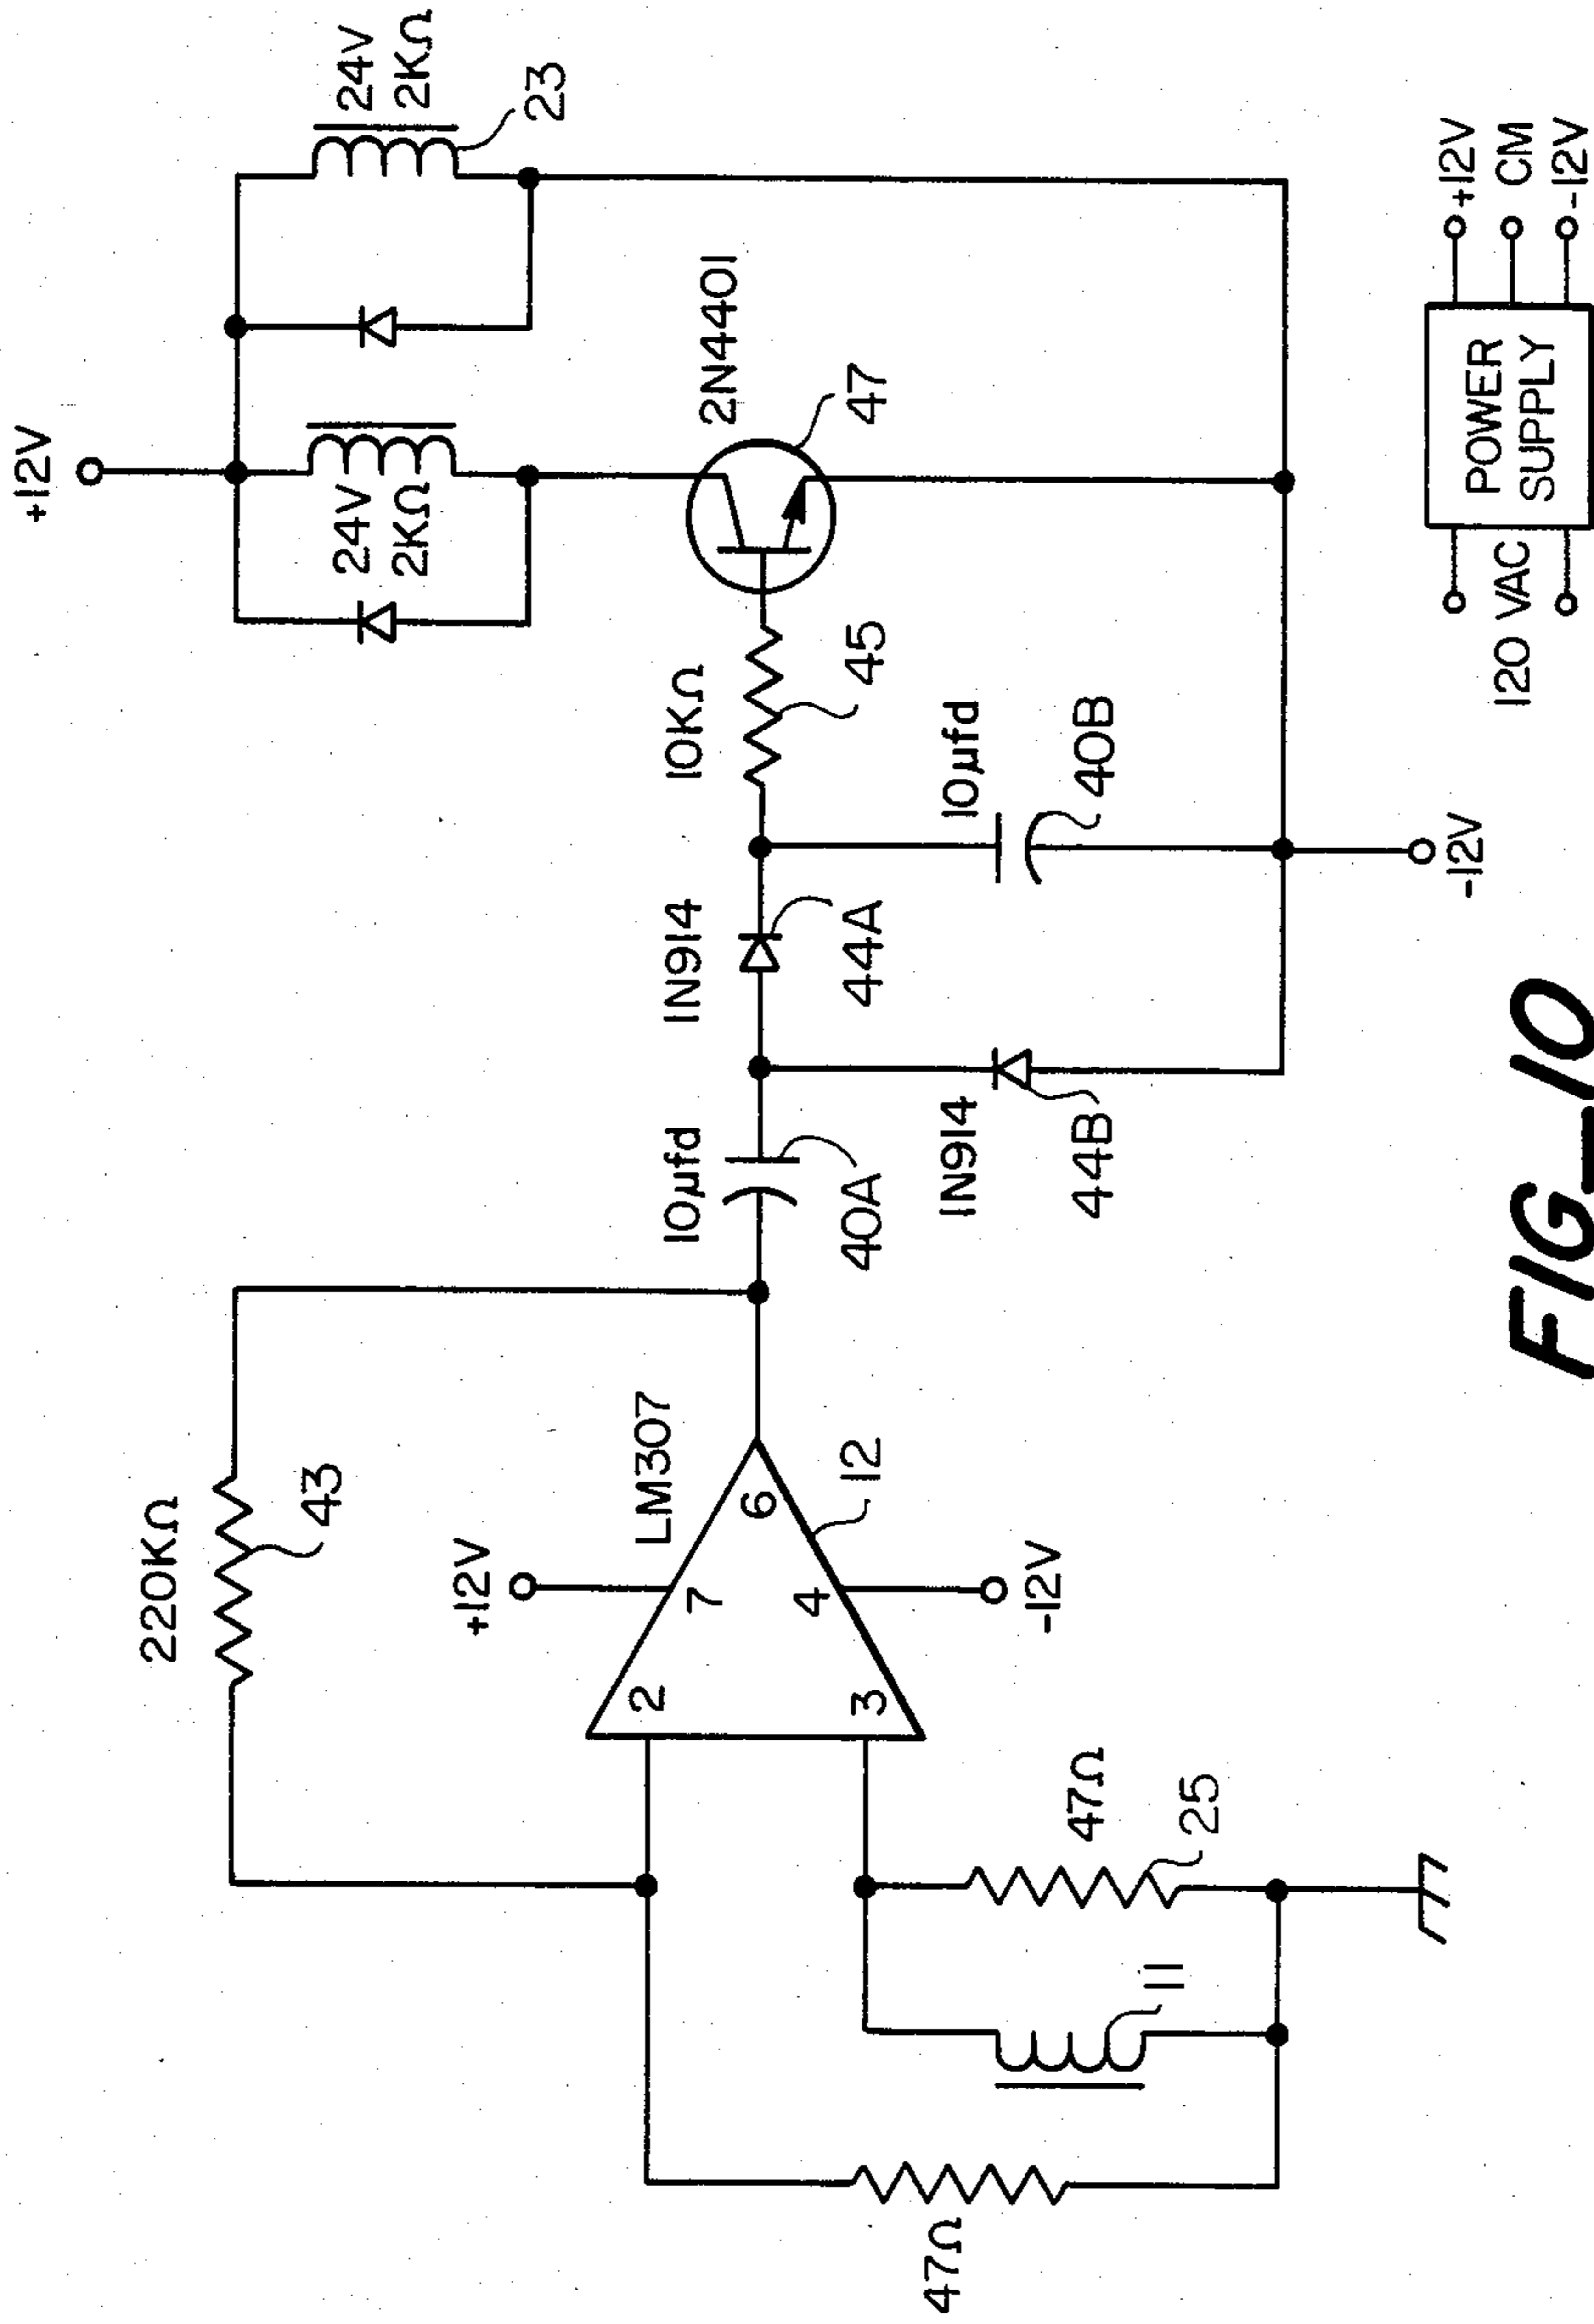 220KΩ
43
+12V
LM307
2
7
6
3
4
12
-12V
47Ω
11
47Ω
25
10µfd
40A
1N914
44A
1N914
44B
10KΩ
45
10µfd
40B
-12V
+12V
24V
2KΩ
24V
2KΩ
23
2N4401
47
120 VAC
POWER
SUPPLY
+12V
CM
-12V
FIG_10